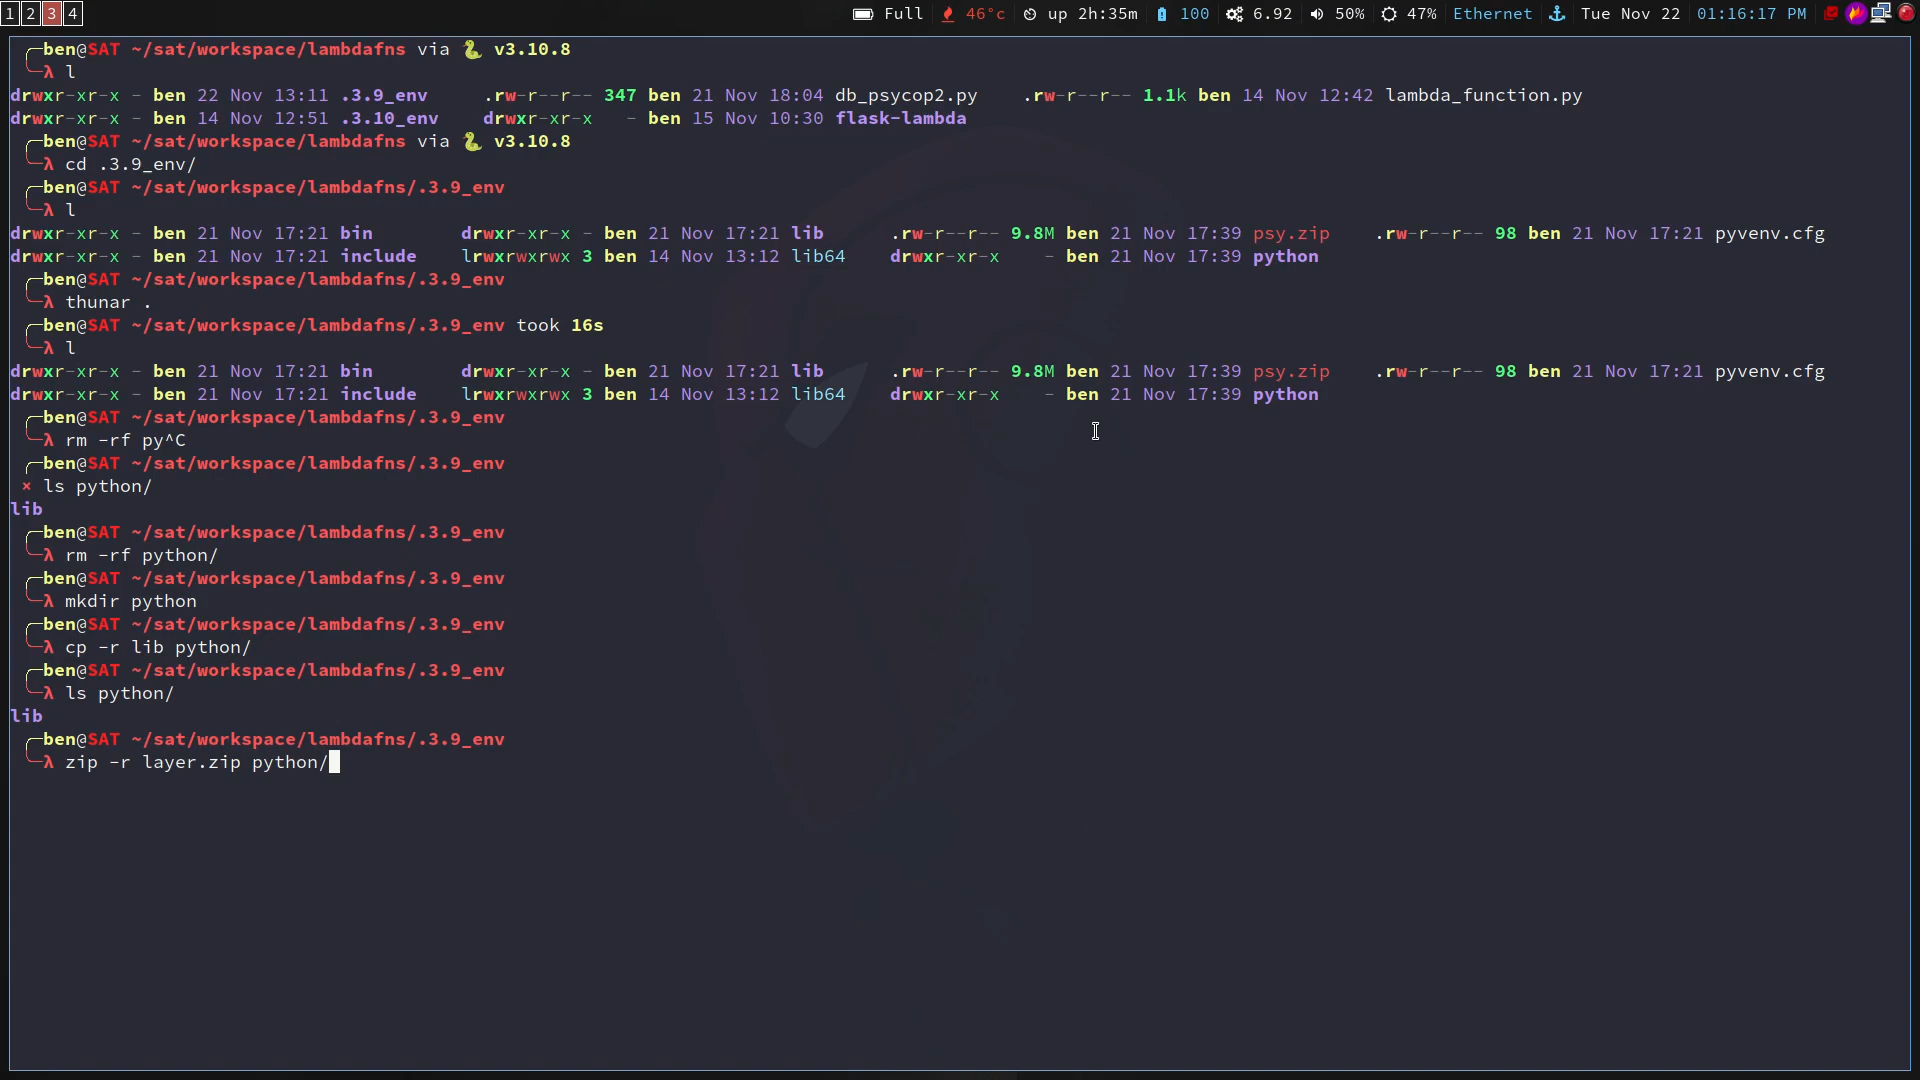 1 2 3 4 Full 46°c up 2h:35m 100 6.92 50% 47% Ethernet Tue Nov 22 01:16:17 PM
ben@SAT ~/sat/workspace/lambdafns via 🐍 v3.10.8
λ l
drwxr-xr-x - ben 22 Nov 13:11 .3.9_env .rw-r--r-- 347 ben 21 Nov 18:04 db_psycop2.py .rw-r--r-- 1.1k ben 14 Nov 12:42 lambda_function.py
drwxr-xr-x - ben 14 Nov 12:51 .3.10_env drwxr-xr-x - ben 15 Nov 10:30 flask-lambda
ben@SAT ~/sat/workspace/lambdafns via 🐍 v3.10.8
λ cd .3.9_env/
ben@SAT ~/sat/workspace/lambdafns/.3.9_env
λ l
drwxr-xr-x - ben 21 Nov 17:21 bin drwxr-xr-x - ben 21 Nov 17:21 lib .rw-r--r-- 9.8M ben 21 Nov 17:39 psy.zip .rw-r--r-- 98 ben 21 Nov 17:21 pyvenv.cfg
drwxr-xr-x - ben 21 Nov 17:21 include lrwxrwxrwx 3 ben 14 Nov 13:12 lib64 drwxr-xr-x - ben 21 Nov 17:39 python
ben@SAT ~/sat/workspace/lambdafns/.3.9_env
λ thunar .
ben@SAT ~/sat/workspace/lambdafns/.3.9_env took 16s
λ l
drwxr-xr-x - ben 21 Nov 17:21 bin drwxr-xr-x - ben 21 Nov 17:21 lib .rw-r--r-- 9.8M ben 21 Nov 17:39 psy.zip .rw-r--r-- 98 ben 21 Nov 17:21 pyvenv.cfg
drwxr-xr-x - ben 21 Nov 17:21 include lrwxrwxrwx 3 ben 14 Nov 13:12 lib64 drwxr-xr-x - ben 21 Nov 17:39 python
ben@SAT ~/sat/workspace/lambdafns/.3.9_env
λ rm -rf py^C
ben@SAT ~/sat/workspace/lambdafns/.3.9_env
× ls python/
lib
ben@SAT ~/sat/workspace/lambdafns/.3.9_env
λ rm -rf python/
ben@SAT ~/sat/workspace/lambdafns/.3.9_env
λ mkdir python
ben@SAT ~/sat/workspace/lambdafns/.3.9_env
λ cp -r lib python/
ben@SAT ~/sat/workspace/lambdafns/.3.9_env
λ ls python/
lib
ben@SAT ~/sat/workspace/lambdafns/.3.9_env
λ zip -r layer.zip python/